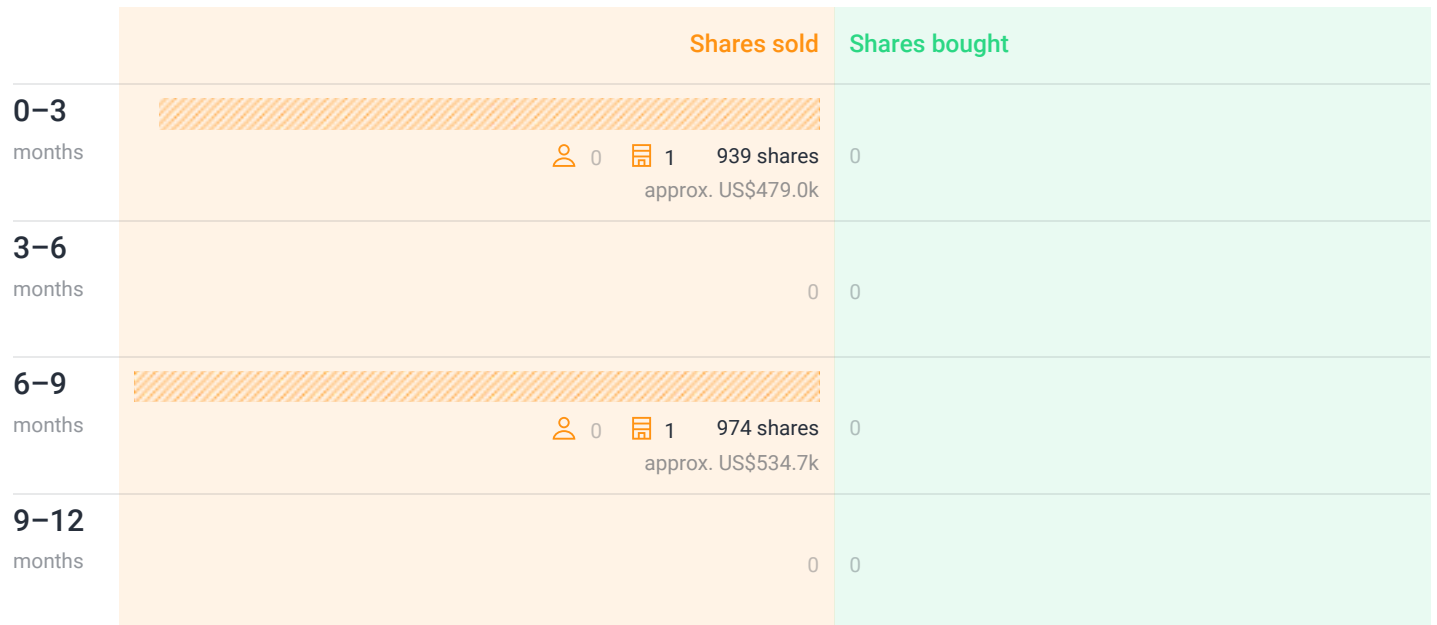 Shares sold Shares bought
0–3
months
0 1 939 shares 0
approx. US$479.0k
3–6
months
0 0
6–9
months
0 1 974 shares 0
approx. US$534.7k
9–12
months
0 0